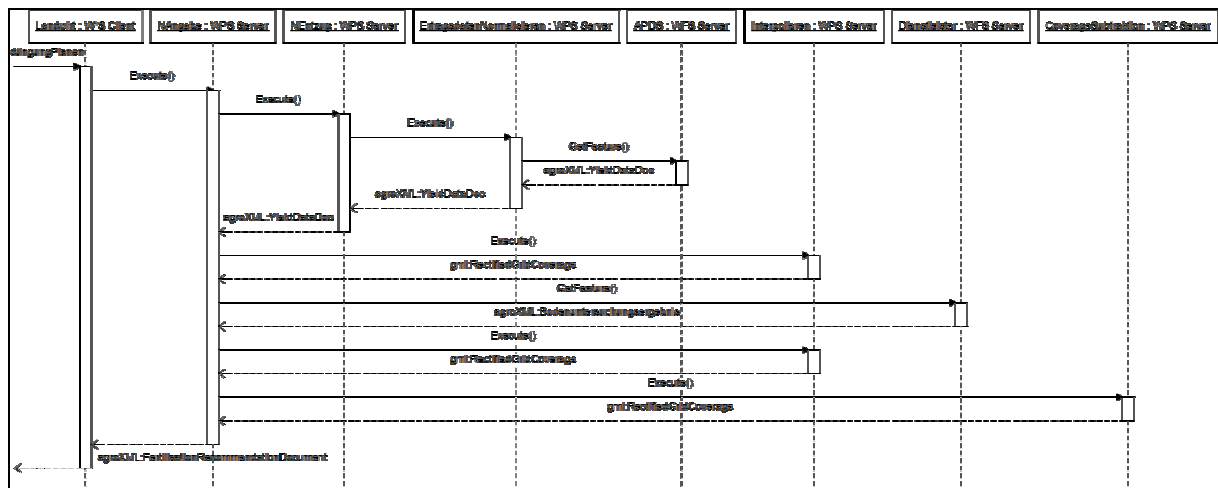 Landwirt : WPS Client
NAngabe : WPS Server
NEntzug : WPS Server
ErtragsdatenNormalisieren : WPS Server
APDS : WFS Server
Interpolieren : WPS Server
Dienstleister : WFS Server
CoverageSubtraktion : WPS Server
düngungPlanen
Execute()
Execute()
Execute()
GetFeature()
agroXML:YieldDataDoc
agroXML:YieldDataDoc
agroXML:YieldDataDoc
Execute()
gml:RectifiedGridCoverage
GetFeature()
agroXML:Bodenuntersuchungsergebnis
Execute()
gml:RectifiedGridCoverage
Execute()
gml:RectifiedGridCoverage
agroXML:FertilisationRecommendationDocument